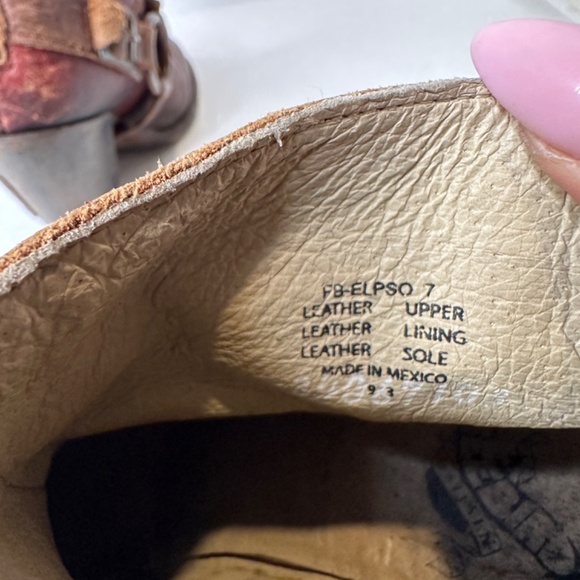 FB-ELPSO 7
LEATHER UPPER
LEATHER LINING
LEATHER SOLE
MADE IN MEXICO